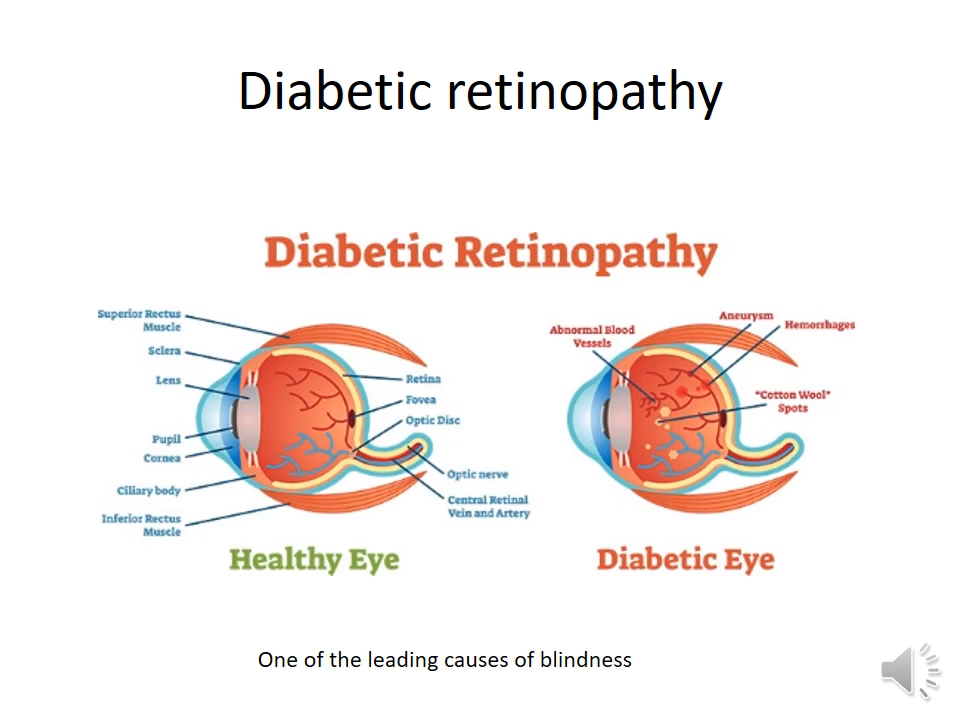 Diabetic retinopathy
Diabetic Retinopathy
Superior Rectus
Muscle
Sclera
Lens
Pupil
Cornea
Ciliary body
Inferior Rectus
Muscle
Retina
Fovea
Optic Disc
Optic nerve
Central Retinal
Vein and Artery
Healthy Eye
Abnormal Blood
Vessels
Aneurysm
Hemorrhages
"Cotton Wool"
Spots
Diabetic Eye
One of the leading causes of blindness